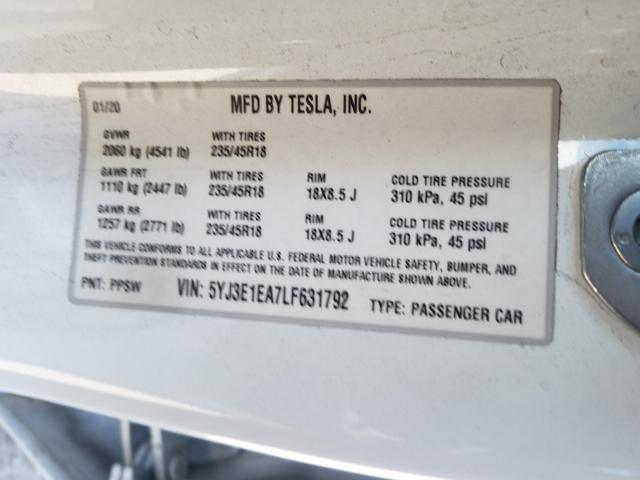 01/20 MFD BY TESLA, INC.
GVWR WITH TIRES
2060 kg (4541 lb) 235/45R18
GAWR FRT WITH TIRES RIM COLD TIRE PRESSURE
1110 kg (2447 lb) 235/45R18 18X8.5 J 310 kPa, 45 psi
GAWR RR WITH TIRES RIM COLD TIRE PRESSURE
1257 kg (2771 lb) 235/45R18 18X8.5 J 310 kPa, 45 psi
THIS VEHICLE CONFORMS TO ALL APPLICABLE U.S. FEDERAL MOTOR VEHICLE SAFETY, BUMPER, AND
THEFT PREVENTION STANDARDS IN EFFECT ON THE DATE OF MANUFACTURE SHOWN ABOVE.
PNT: PPSW VIN: 5YJ3E1EA7LF631792 TYPE: PASSENGER CAR